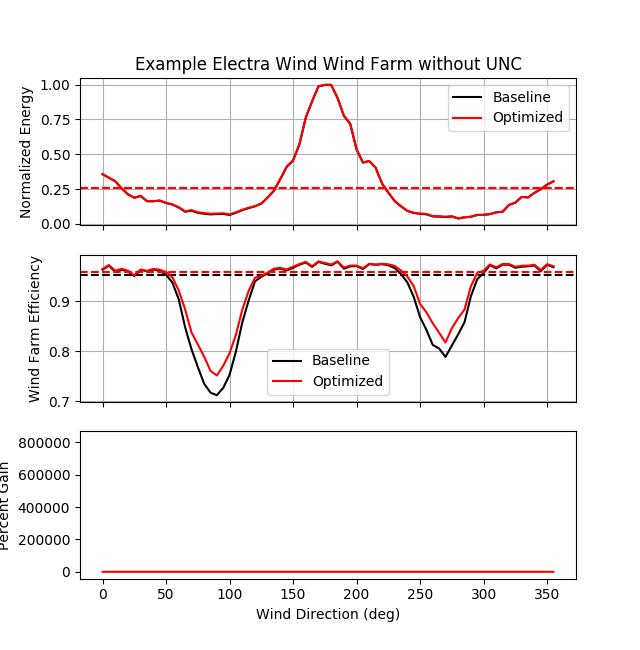 Example Electra Wind Wind Farm without UNC
Normalized Energy
1.00
0.75
0.50
0.25
0.00
Baseline
Optimized
Wind Farm Efficiency
0.9
0.8
0.7
Baseline
Optimized
Percent Gain
800000
600000
400000
200000
0
0 50 100 150 200 250 300 350
Wind Direction (deg)